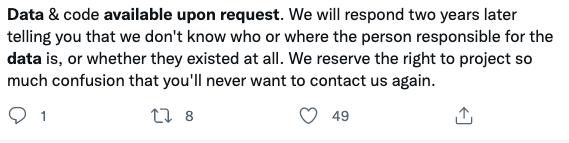 Data & code available upon request. We will respond two years later
telling you that we don't know who or where the person responsible for the
data is, or whether they existed at all. We reserve the right to project so
much confusion that you'll never want to contact us again.
1 8 49